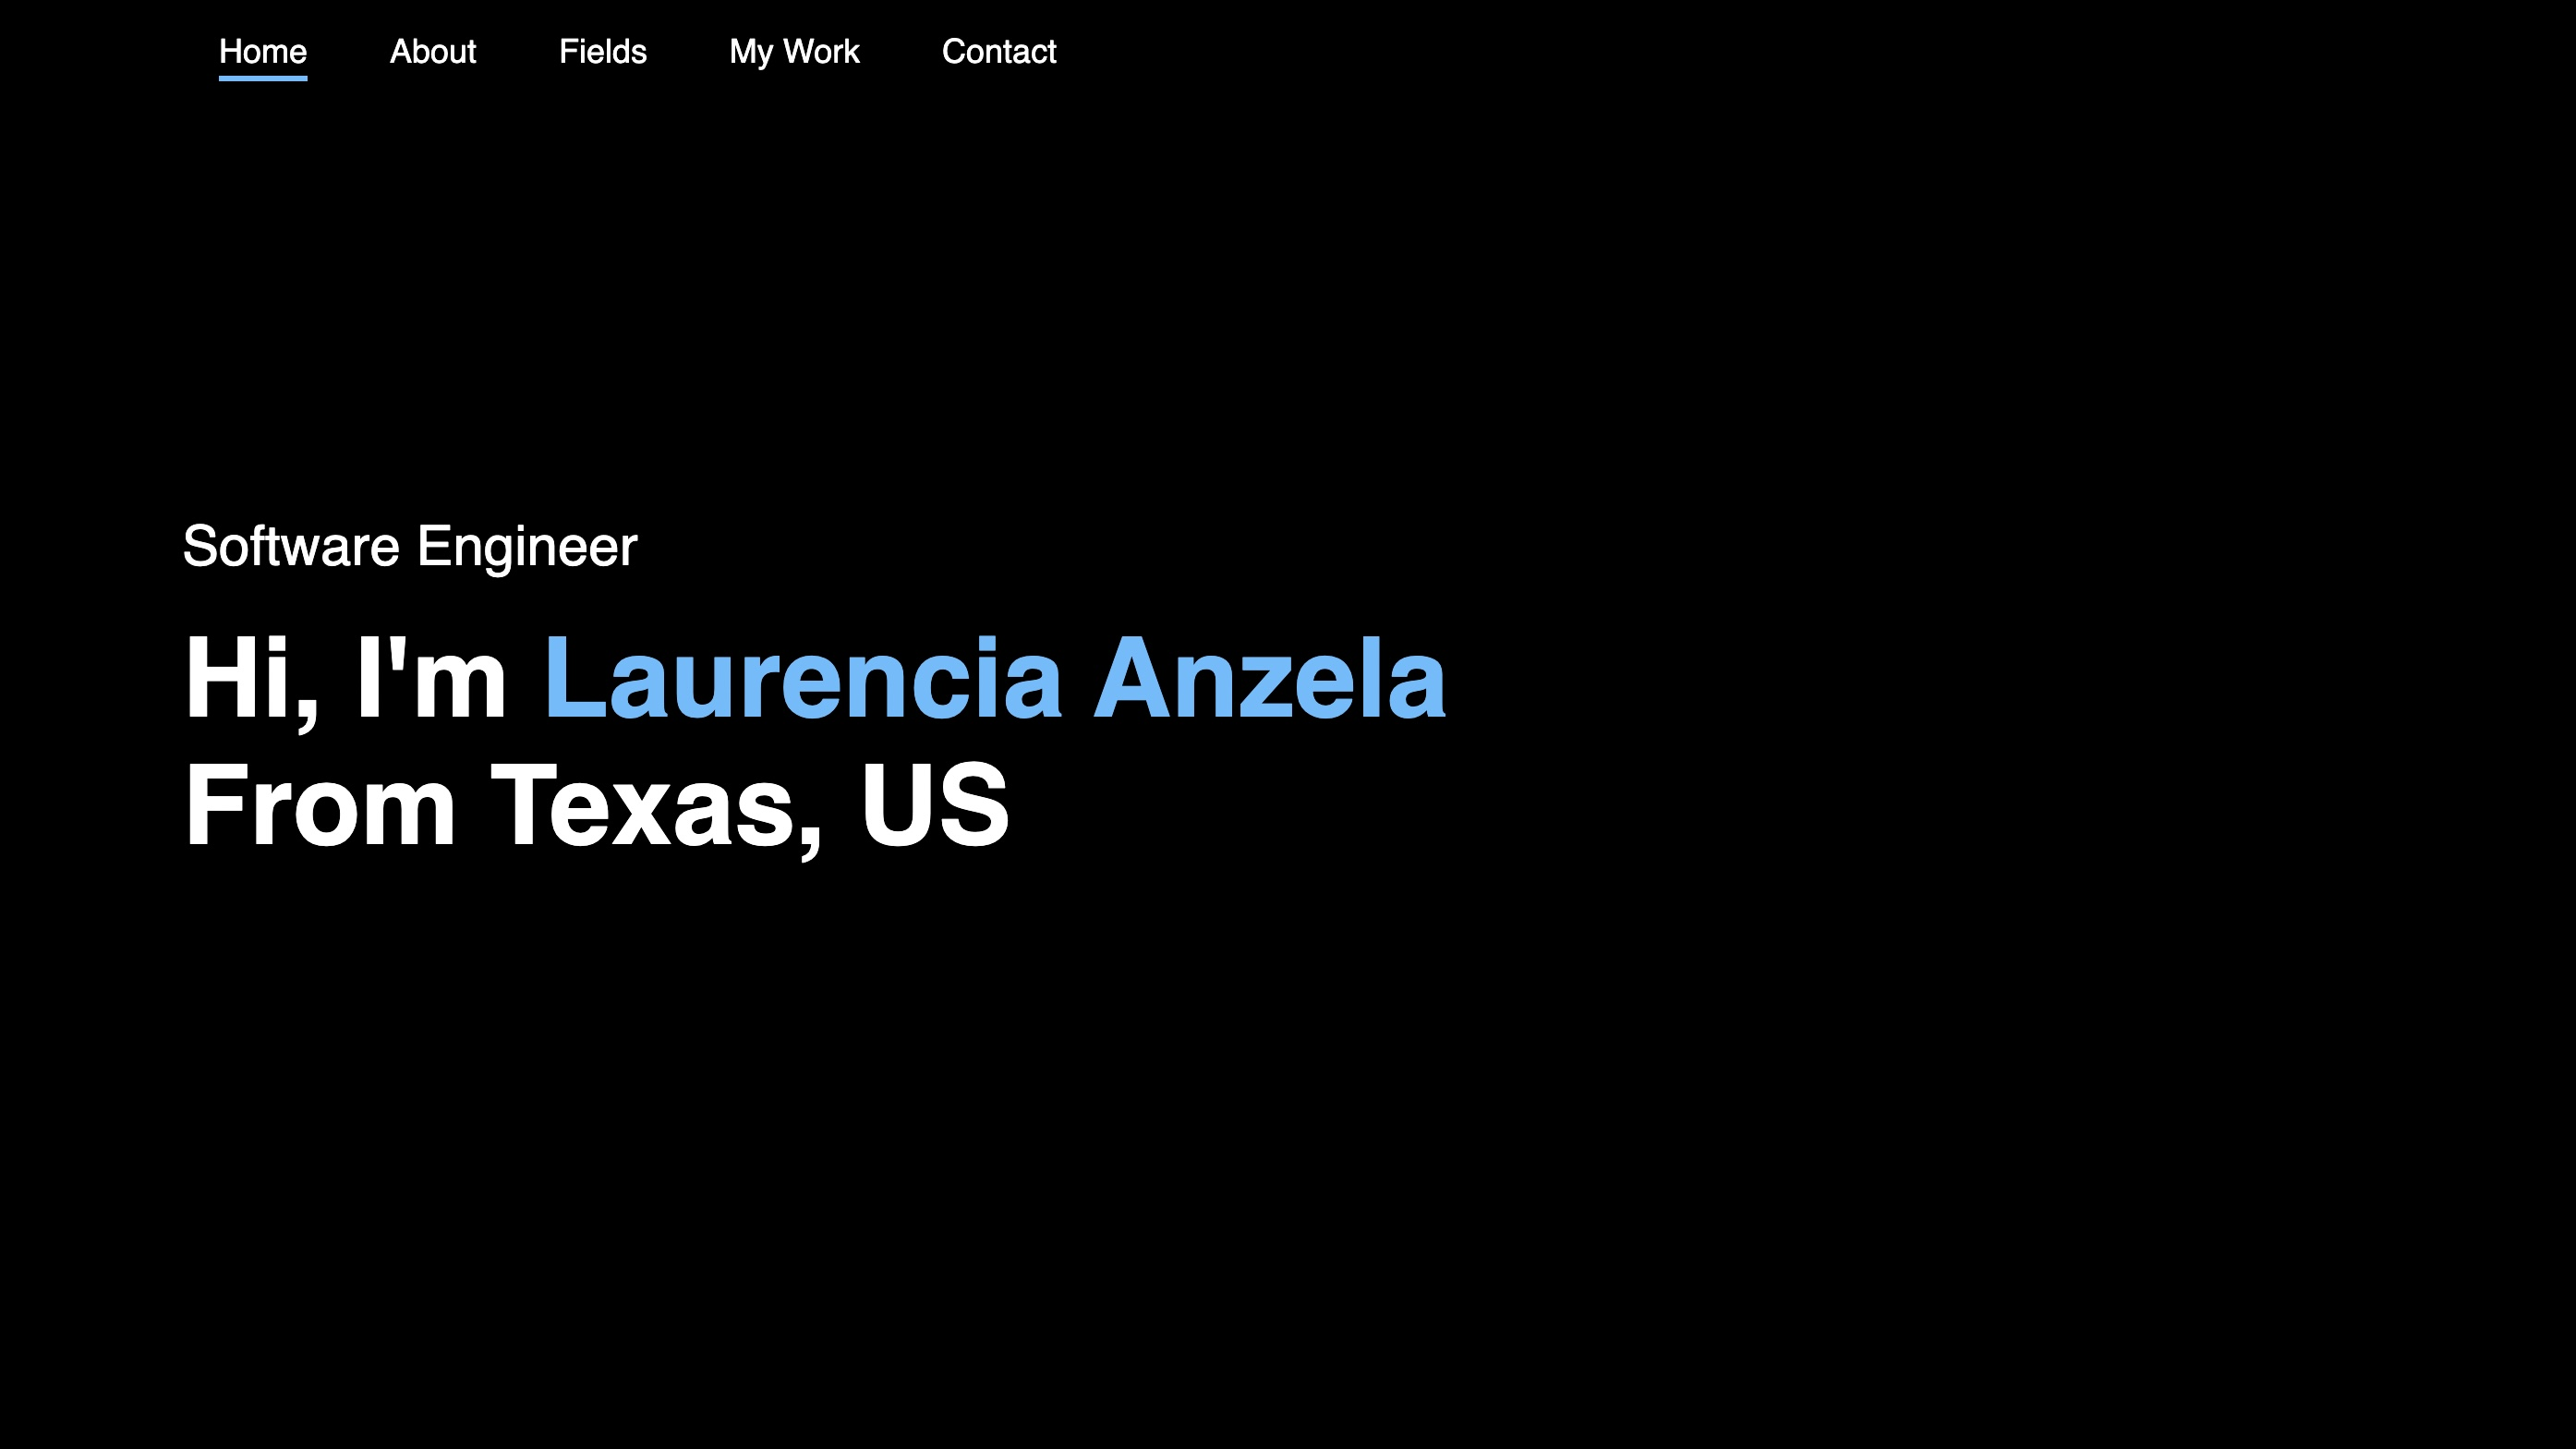 Home About Fields My Work Contact
Software Engineer
Hi, I'm Laurencia Anzela
From Texas, US